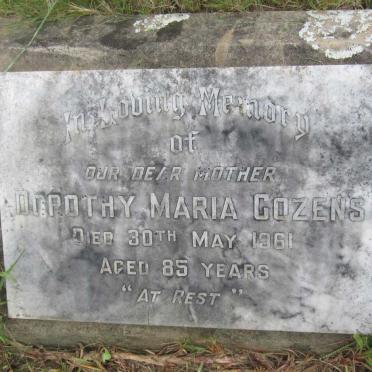 In Loving Memory
of
OUR DEAR MOTHER
DOROTHY MARIA COZENS
DIED 30TH MAY 1961
AGED 85 YEARS
"AT REST"